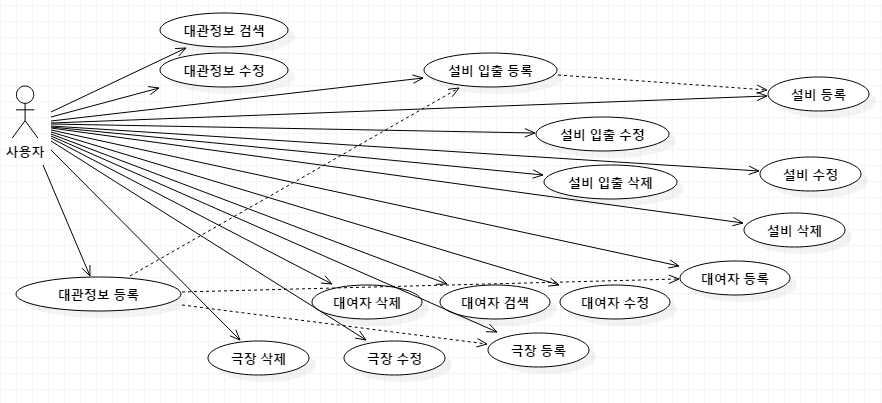 대관정보 검색
대관정보 수정
설비 입출 등록
설비 등록
설비 입출 수정
사용자
설비 수정
설비 입출 삭제
설비 삭제
대여자 등록
대관정보 등록
대여자 삭제
대여자 검색
대여자 수정
극장 삭제
극장 수정
극장 등록